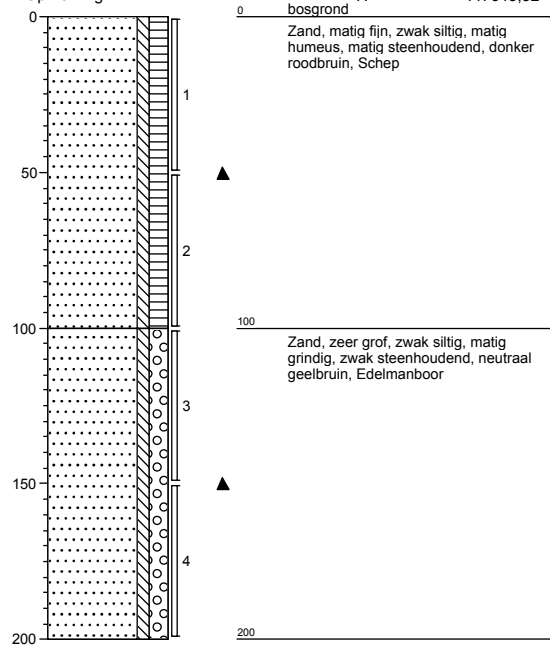 0
0
bosgrond
Zand, matig fijn, zwak siltig, matig
humeus, matig steenhoudend, donker
roodbruin, Schep
1
50
2
100
100
Zand, zeer grof, zwak siltig, matig
grindig, zwak steenhoudend, neutraal
geelbruin, Edelmanboor
3
150
4
200
200